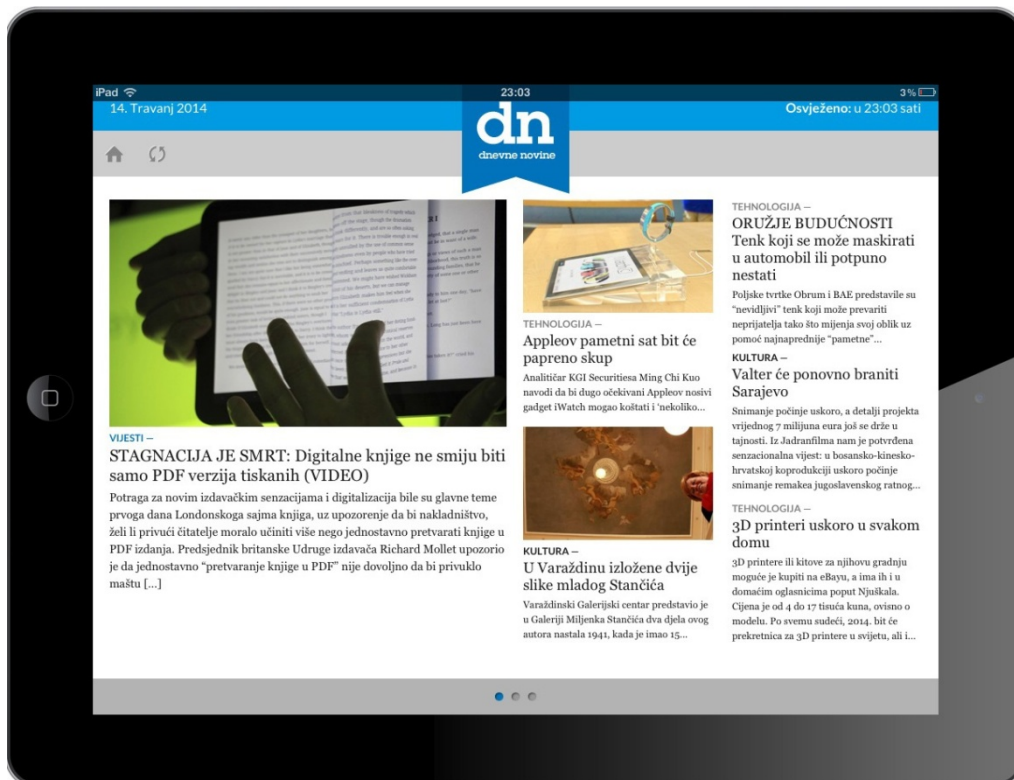 iPad
23:03
3%
14. Travanj 2014
Osvježeno: u 23:03 sati
dn
dnevne novine
VIJESTI —
STAGNACIJA JE SMRT: Digitalne knjige ne smiju biti
samo PDF verzija tiskanih (VIDEO)
Potraga za novim izdavačkim senzacijama i digitalizacija bile su glavne teme
prvoga dana Londonskoga sajma knjiga, uz upozorenje da bi nakladništvo,
želi li privući čitatelje moralo učiniti više nego jednostavno pretvarati knjige u
PDF izdanja. Predsjednik britanske Udruge izdavača Richard Mollet upozorio
je da jednostavno “pretvaranje knjige u PDF” nije dovoljno da bi privuklo
maštu [...]
TEHNOLOGIJA —
Appleov pametni sat bit će
papreno skup
Analitičar KGI Securitiesa Ming Chi Kuo
navodi da bi dugo očekivani Appleov nosivi
gadget iWatch mogao koštati i ‘nekoliko...
KULTURA —
U Varaždinu izložene dvije
slike mladog Stančića
Varaždinski Galerijski centar predstavio je
u Galeriji Miljenka Stančića dva djela ovog
autora nastala 1941, kada je imao 15...
TEHNOLOGIJA —
ORUŽJE BUDUĆNOSTI
Tenk koji se može maskirati
u automobil ili potpuno
nestati
Poljske tvrtke Obrum i BAE predstavile su
“nevidljivi” tenk koji može prevariti
neprijatelja tako što mijenja svoj oblik uz
pomoć najnaprednije “pametne”...
KULTURA —
Valter će ponovno braniti
Sarajevo
Snimanje počinje uskoro, a detalji projekta
vrijednog 7 milijuna eura još se drže u
tajnosti. Iz Jadranfilma nam je potvrđena
senzacionalna vijest: u bosansko-kinesko-
hrvatskoj koprodukciji uskoro počinje
snimanje remakea jugoslavenskog ratnog...
TEHNOLOGIJA —
3D printeri uskoro u svakom
domu
3D printere ili kitove za njihovu gradnju
moguće je kupiti na eBayu, a ima ih i u
domaćim oglasnicima poput Njuškala.
Cijena je od 4 do 17 tisuća kuna, ovisno o
modelu. Po svemu sudeći, 2014. bit će
prekretnica za 3D printere u svijetu, ali i...